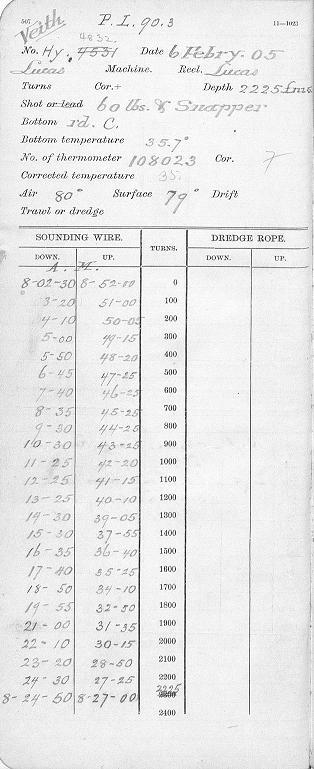 507 Veith P. L. 90.3 11—1023
4832
No. Hy. 4531 Date 6 Febry. 05
Lucas Machine. Reel, Lucas
Turns Cor.+ Depth 2225 fms
Shot or lead 60 lbs. & Snapper
Bottom rd. C.
Bottom temperature 35.7°
No. of thermometer 108023 Cor.
Corrected temperature 35.
Air 80° Surface 79° Drift
Trawl or dredge
SOUNDING WIRE. TURNS. DREDGE ROPE.
DOWN. UP. DOWN. UP.
A. M.
8-02-30 8-52-00 0
3-20 51-00 100
4-10 50-05 200
5-00 49-15 300
5-50 48-20 400
6-45 47-25 500
7-40 46-25 600
8-35 45-25 700
9-30 44-25 800
10-30 43-25 900
11-25 42-20 1000
12-25 41-15 1100
13-25 40-10 1200
14-30 39-05 1300
15-30 37-55 1400
16-35 36-40 1500
17-40 35-25 1600
18-50 34-10 1700
19-55 32-50 1800
21-00 31-35 1900
22-10 30-15 2000
23-20 28-50 2100
24-30 27-25 2200
8-24-50 8-27-00 2225 2300
2400